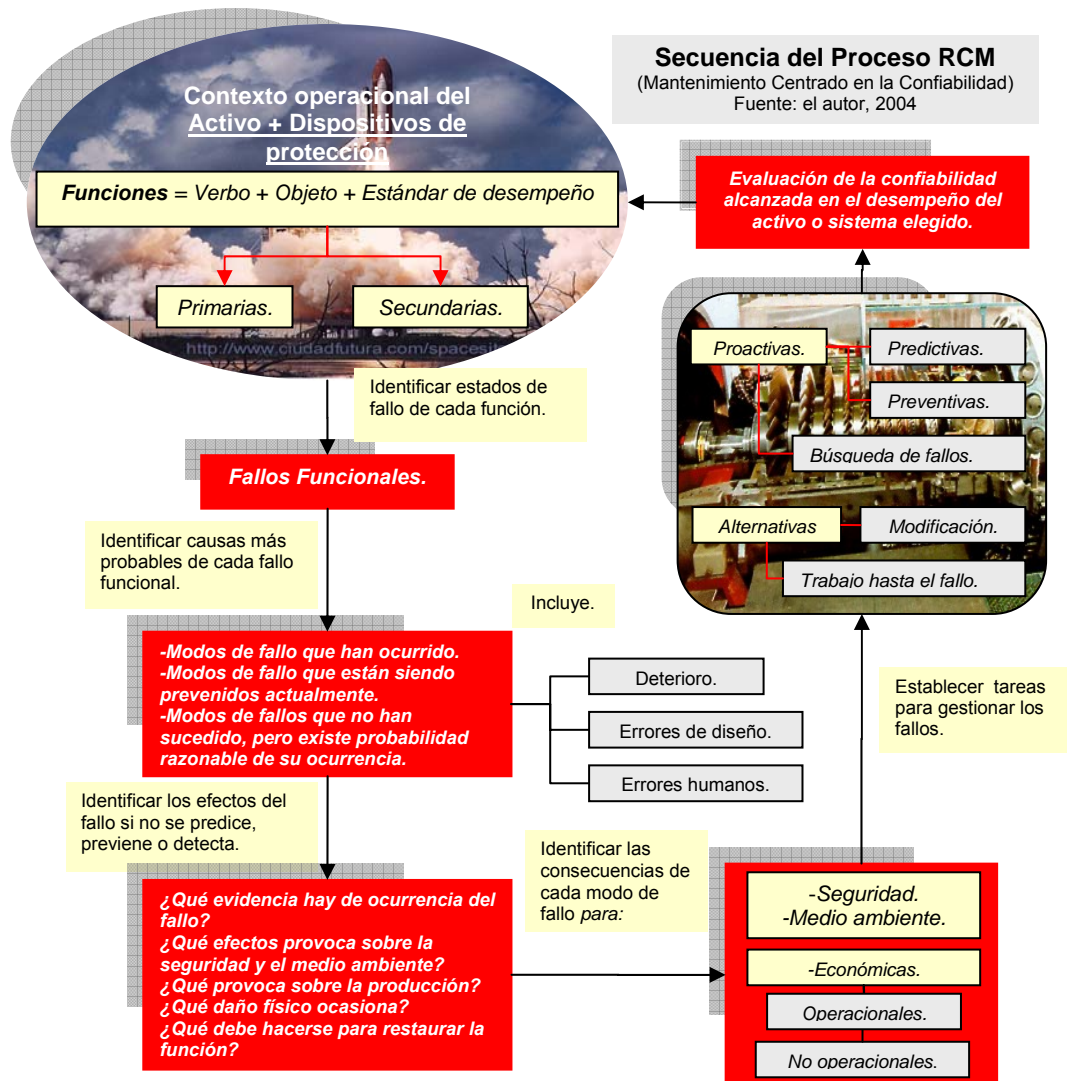 Secuencia del Proceso RCM
(Mantenimiento Centrado en la Confiabilidad)
Fuente: el autor, 2004
Contexto operacional del
Activo + Dispositivos de
protección
Funciones = Verbo + Objeto + Estándar de desempeño
Primarias.
Secundarias.
http://www.ciudadfutura.com/spacesit
Identificar estados de
fallo de cada función.
Fallos Funcionales.
Identificar causas más
probables de cada fallo
funcional.
-Modos de fallo que han ocurrido.
-Modos de fallo que están siendo
prevenidos actualmente.
-Modos de fallos que no han
sucedido, pero existe probabilidad
razonable de su ocurrencia.
Incluye.
Deterioro.
Errores de diseño.
Errores humanos.
Identificar los efectos del
fallo si no se predice,
previene o detecta.
¿Qué evidencia hay de ocurrencia del
fallo?
¿Qué efectos provoca sobre la
seguridad y el medio ambiente?
¿Qué provoca sobre la producción?
¿Qué daño físico ocasiona?
¿Qué debe hacerse para restaurar la
función?
Identificar las
consecuencias de
cada modo de
fallo para:
-Seguridad.
-Medio ambiente.
-Económicas.
Operacionales.
No operacionales.
Establecer tareas
para gestionar los
fallos.
Proactivas.
Predictivas.
Preventivas.
Búsqueda de fallos.
Alternativas
Modificación.
Trabajo hasta el fallo.
Evaluación de la confiabilidad
alcanzada en el desempeño del
activo o sistema elegido.